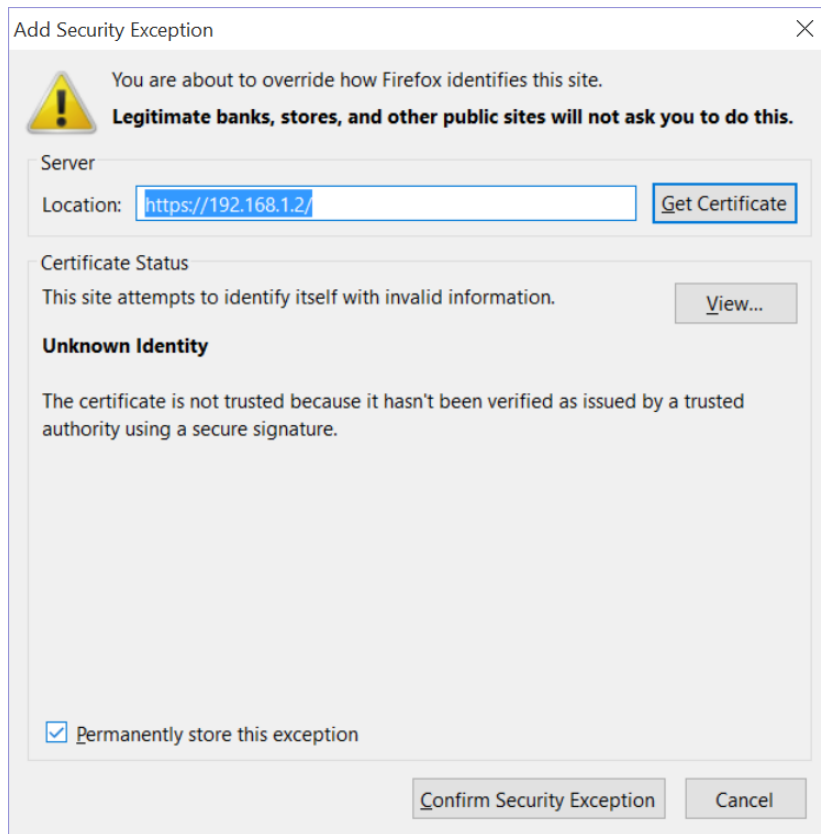 Add Security Exception
You are about to override how Firefox identifies this site.
Legitimate banks, stores, and other public sites will not ask you to do this.
Server
Location: https://192.168.1.2/ Get Certificate
Certificate Status
This site attempts to identify itself with invalid information.
View...
Unknown Identity
The certificate is not trusted because it hasn't been verified as issued by a trusted
authority using a secure signature.
Permanently store this exception
Confirm Security Exception Cancel